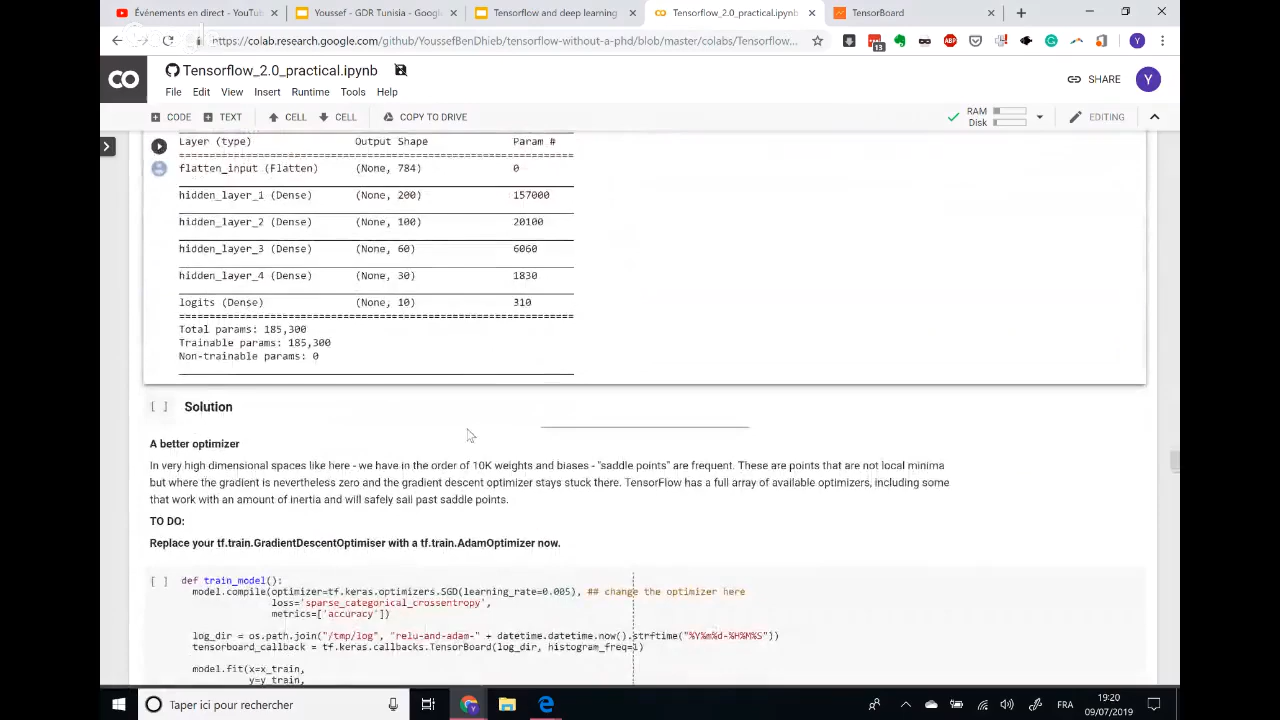 Événements en direct - YouTub
Youssef - GDR Tunisia - Google
Tensorflow and deep learning
Tensorflow_2.0_practical.ipynb
TensorBoard
https://colab.research.google.com/github/YoussefBenDhieb/tensorflow-without-a-phd/blob/master/colabs/Tensorflow...
13
ABP
Y
CO
Tensorflow_2.0_practical.ipynb
SHARE
Y
File Edit View Insert Runtime Tools Help
CODE TEXT CELL CELL COPY TO DRIVE
RAM
Disk
EDITING
Layer (type) Output Shape Param #
=================================================================
flatten_input (Flatten) (None, 784) 0
hidden_layer_1 (Dense) (None, 200) 157000
hidden_layer_2 (Dense) (None, 100) 20100
hidden_layer_3 (Dense) (None, 60) 6060
hidden_layer_4 (Dense) (None, 30) 1830
logits (Dense) (None, 10) 310
=================================================================
Total params: 185,300
Trainable params: 185,300
Non-trainable params: 0
[ ] Solution
A better optimizer
In very high dimensional spaces like here - we have in the order of 10K weights and biases - "saddle points" are frequent. These are points that are not local minima
but where the gradient is nevertheless zero and the gradient descent optimizer stays stuck there. TensorFlow has a full array of available optimizers, including some
that work with an amount of inertia and will safely sail past saddle points.
TO DO:
Replace your tf.train.GradientDescentOptimiser with a tf.train.AdamOptimizer now.
[ ] def train_model():
model.compile(optimizer=tf.keras.optimizers.SGD(learning_rate=0.005), ## change the optimizer here
loss='sparse_categorical_crossentropy',
metrics=['accuracy'])
log_dir = os.path.join("/tmp/log", "relu-and-adam-" + datetime.datetime.now().strftime("%Y%m%d-%H%M%S"))
tensorboard_callback = tf.keras.callbacks.TensorBoard(log_dir, histogram_freq=1)
model.fit(x=x_train,
y=y_train,
Taper ici pour rechercher
FRA
19:20
09/07/2019